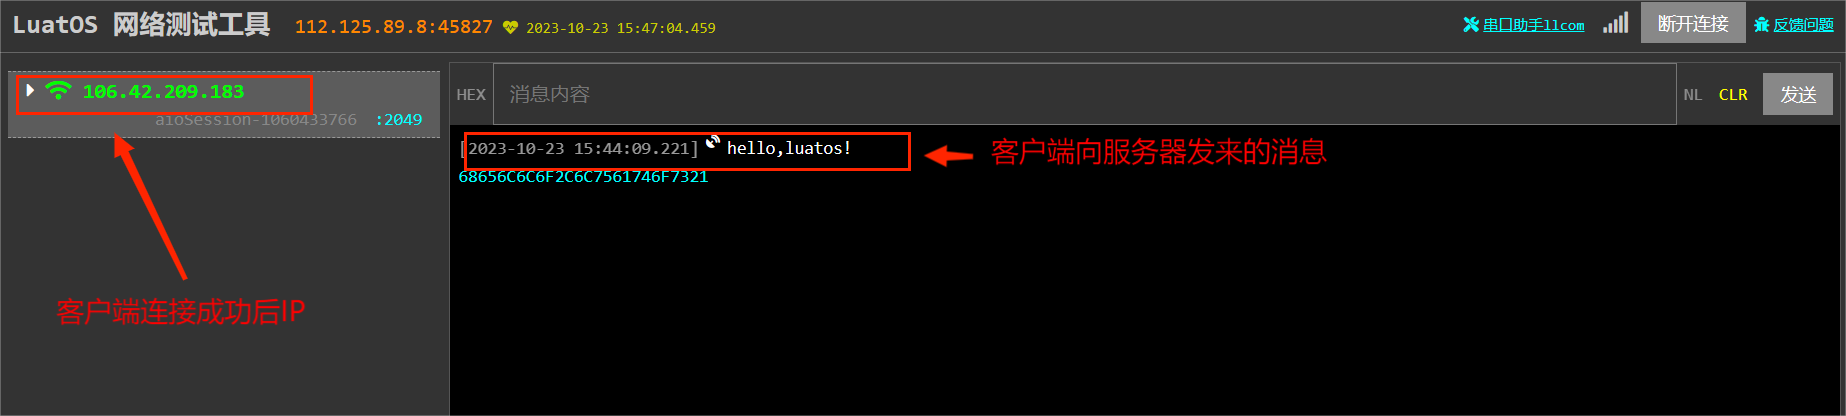 LuatOS 网络测试工具 112.125.89.8:45827 2023-10-23 15:47:04.459 串口助手llcom 断开连接 反馈问题
106.42.209.183
aioSession-1060433766 :2049
HEX 消息内容 NL CLR 发送
[2023-10-23 15:44:09.221] hello,luatos!
68656C6C6F2C6C7561746F7321
客户端向服务器发来的消息
客户端连接成功后IP